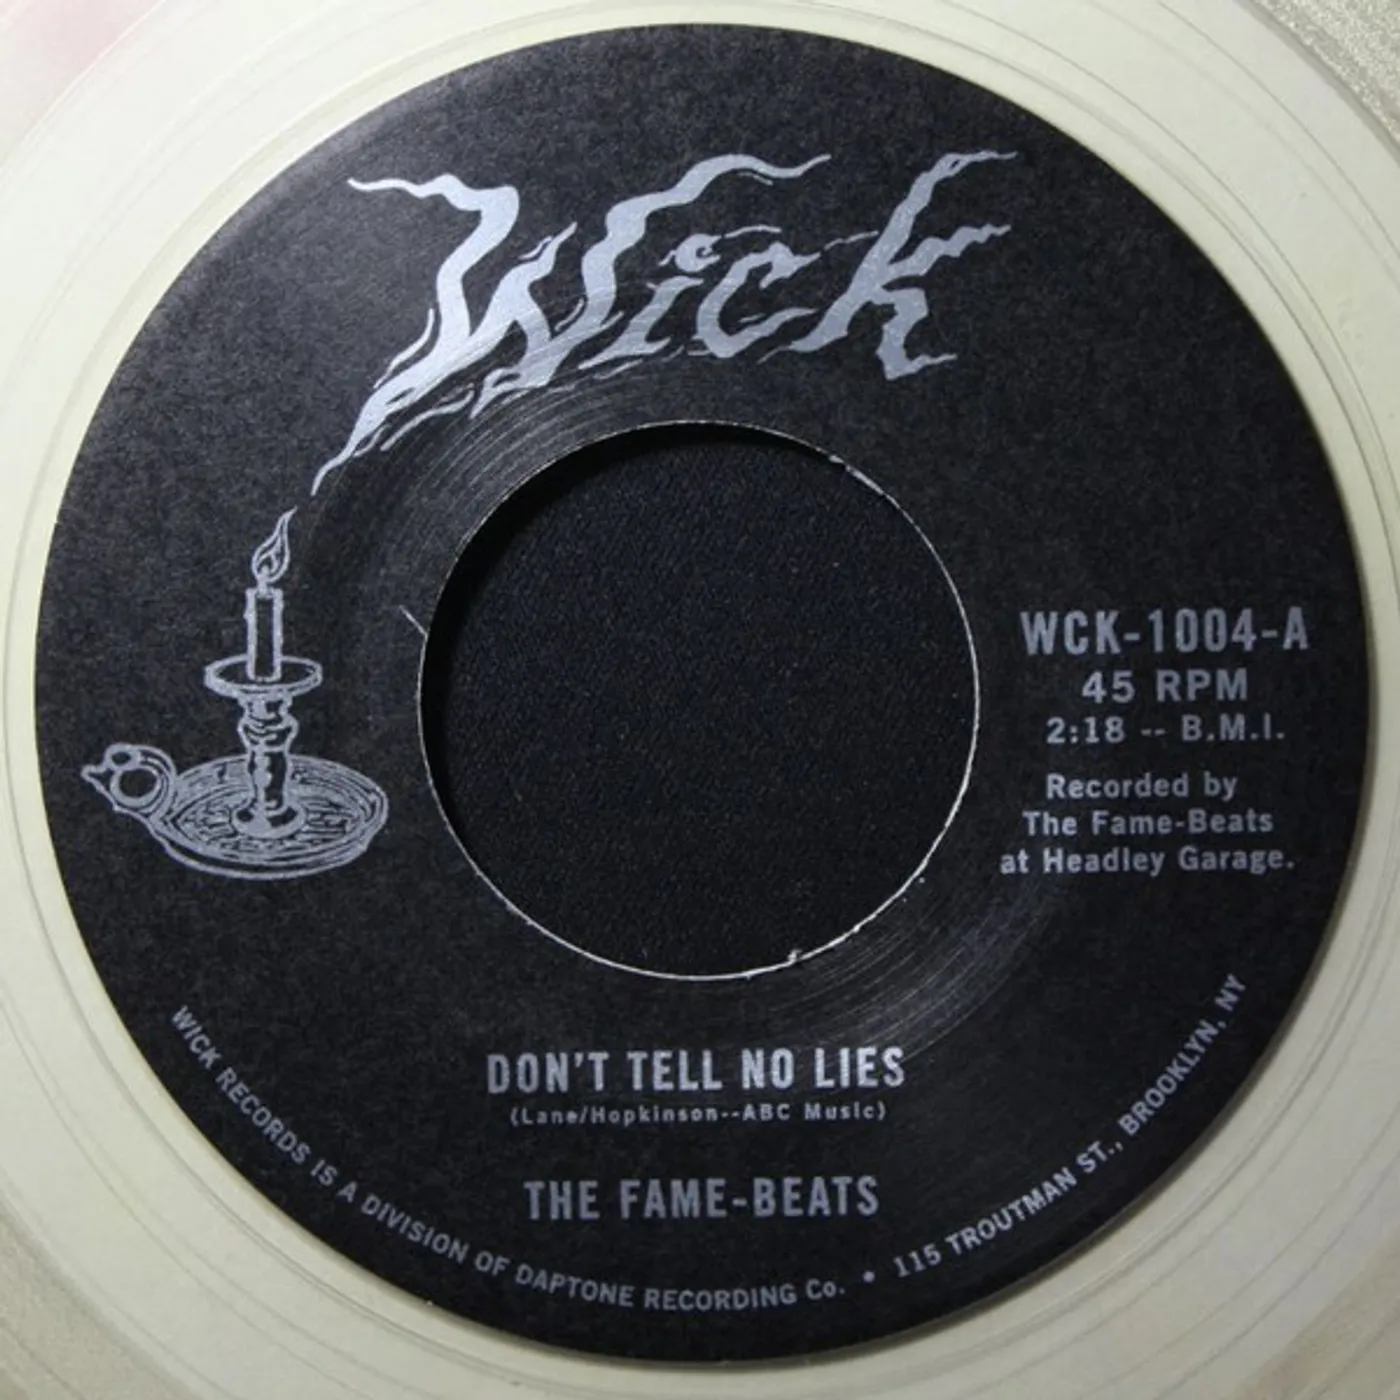 Wick
WCK-1004-A
45 RPM
2:18 -- B.M.I.
Recorded by
The Fame-Beats
at Headley Garage.
DON'T TELL NO LIES
(Lane/Hopkinson--ABC Music)
THE FAME-BEATS
WICK RECORDS IS A DIVISION OF DAPTONE RECORDING Co. • 115 TROUTMAN ST., BROOKLYN, NY